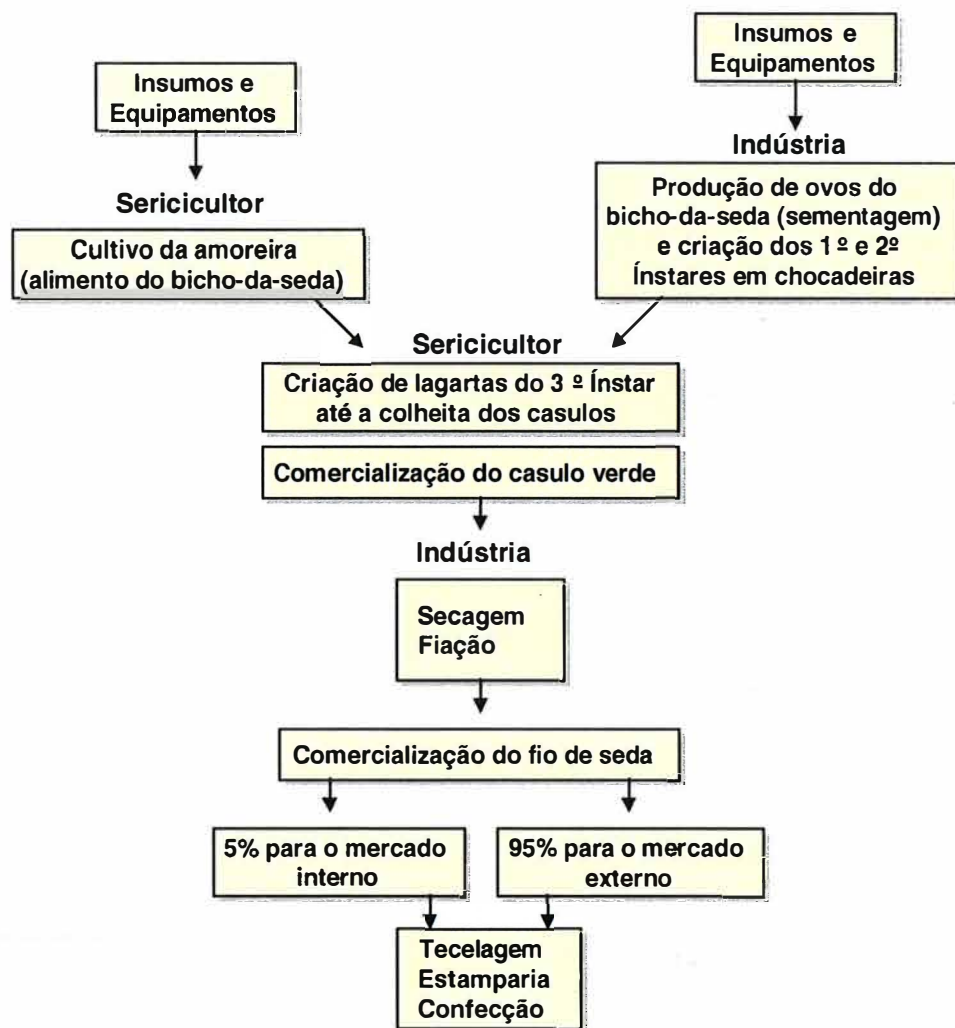 Insumos e
Equipamentos
Insumos e
Equipamentos
Sericicultor
Cultivo da amoreira
(alimento do bicho-da-seda)
Indústria
Produção de ovos do
bicho-da-seda (sementagem)
e criação dos 1 º e 2º
Ínstares em chocadeiras
Sericicultor
Criação de lagartas do 3 º Ínstar
até a colheita dos casulos
Comercialização do casulo verde
Indústria
Secagem
Fiação
Comercialização do fio de seda
5% para o mercado
interno
95% para o mercado
externo
Tecelagem
Estamparia
Confecção